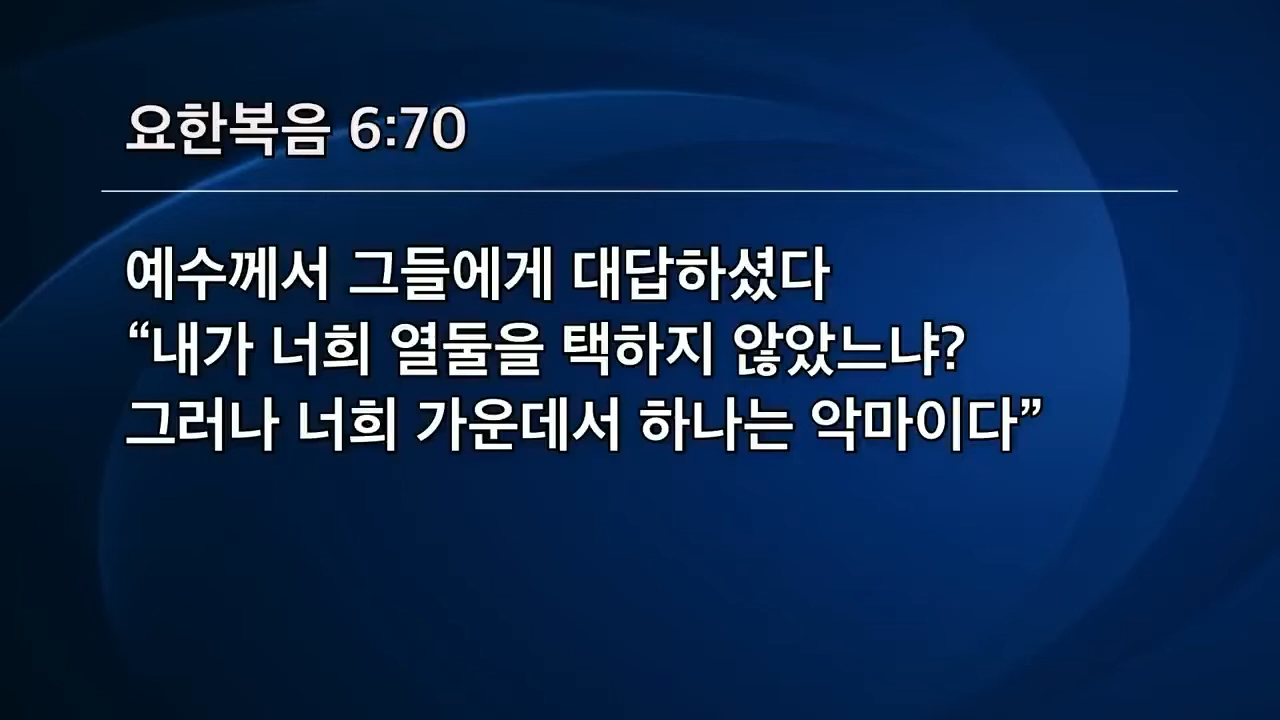 요한복음 6:70
예수께서 그들에게 대답하셨다
“내가 너희 열둘을 택하지 않았느냐?
그러나 너희 가운데서 하나는 악마이다”